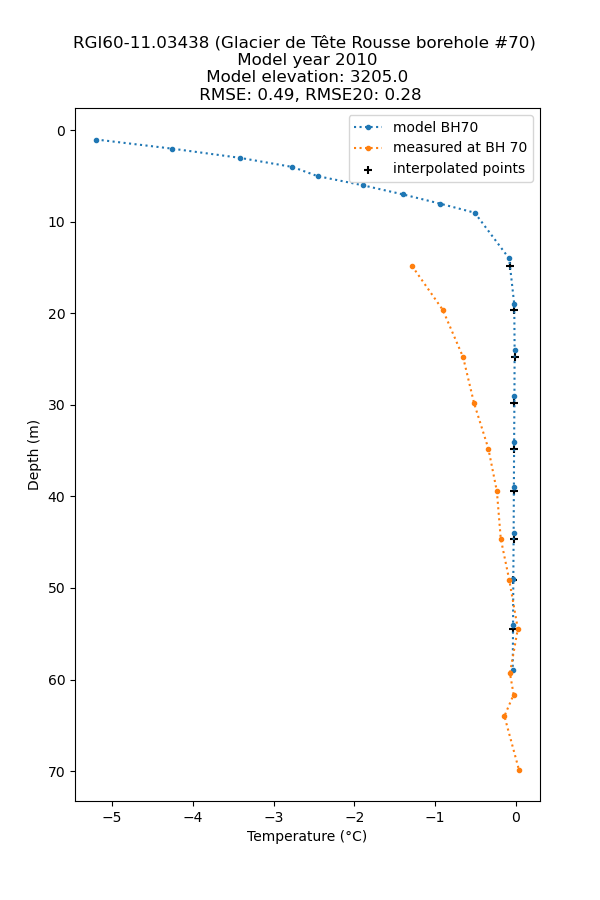 RGI60-11.03438 (Glacier de Tête Rousse borehole #70)
Model year 2010
Model elevation: 3205.0
RMSE: 0.49, RMSE20: 0.28
model BH70
measured at BH 70
interpolated points
0
10
20
30
40
50
60
70
Depth (m)
−5
−4
−3
−2
−1
0
Temperature (°C)